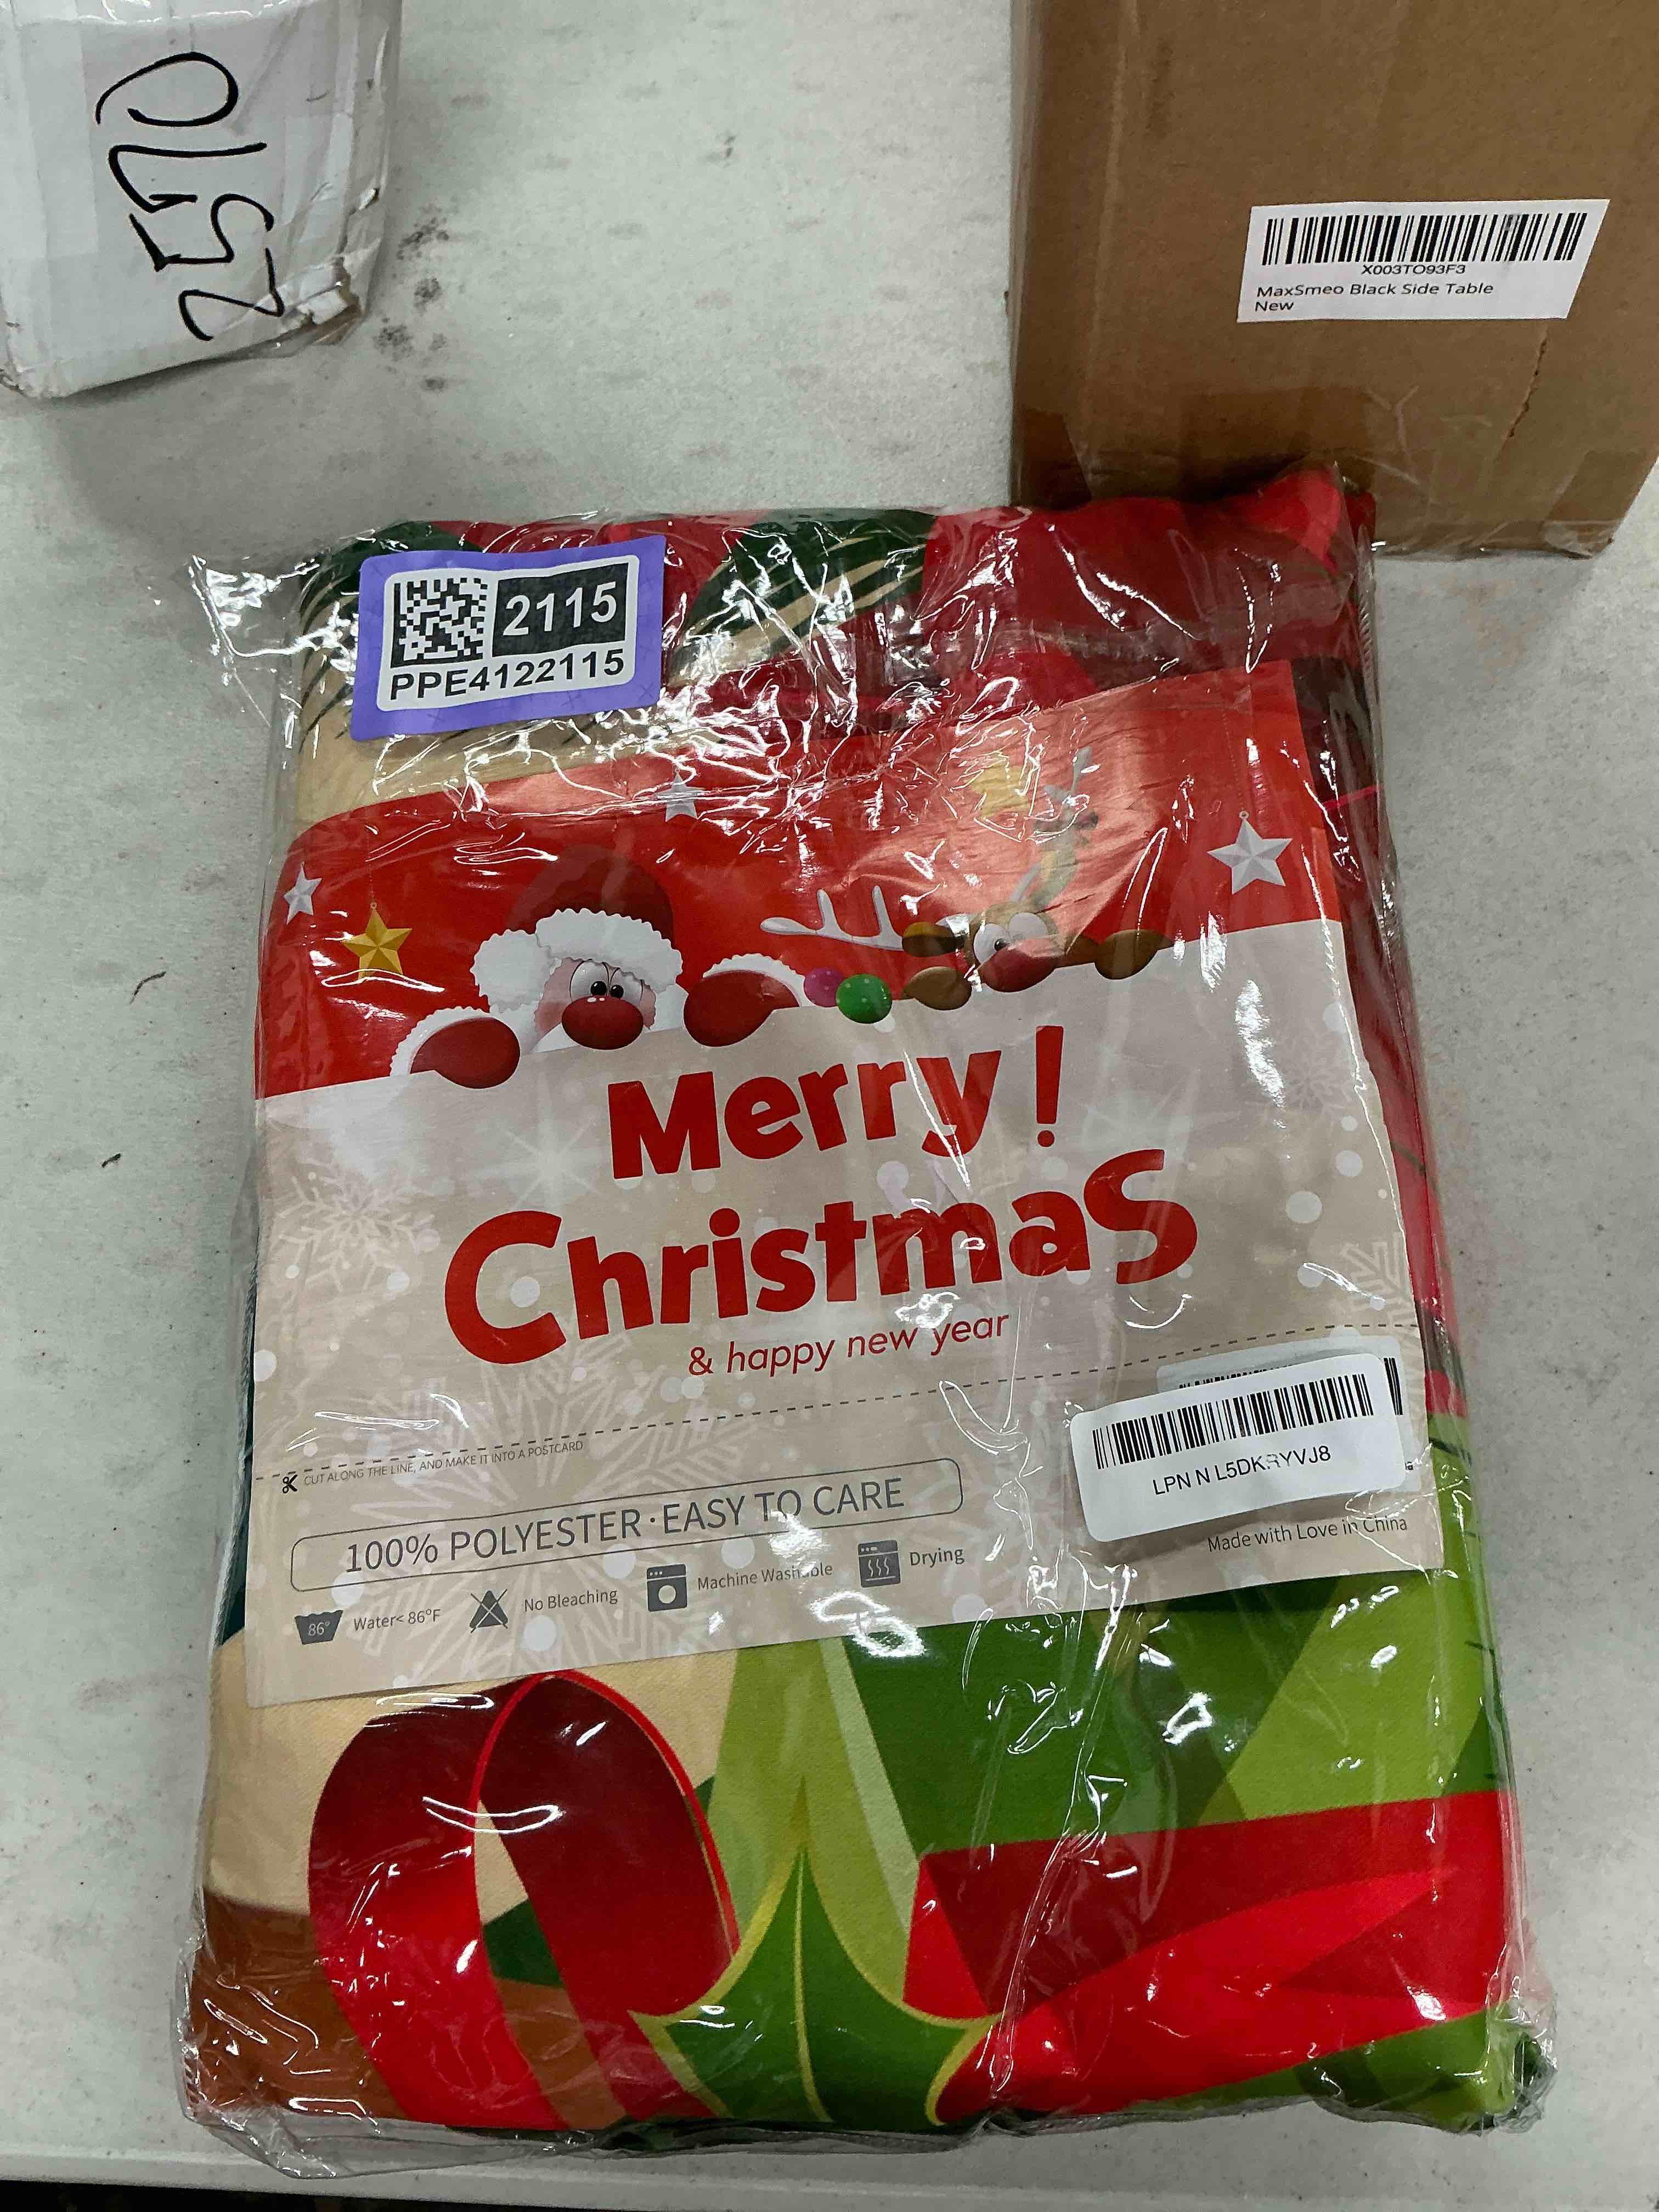 2570
X003TO93F3
MaxSmeo Black Side Table
New
2115
PPE4122115
Merry!
Christmas
& happy new year
CUT ALONG THE LINE, AND MAKE IT INTO A POSTCARD
100% POLYESTER·EASY TO CARE
86°
Water< 86°F
No Bleaching
Machine Washable
Drying
LPN N L5DKRYVJ8
Made with Love in China